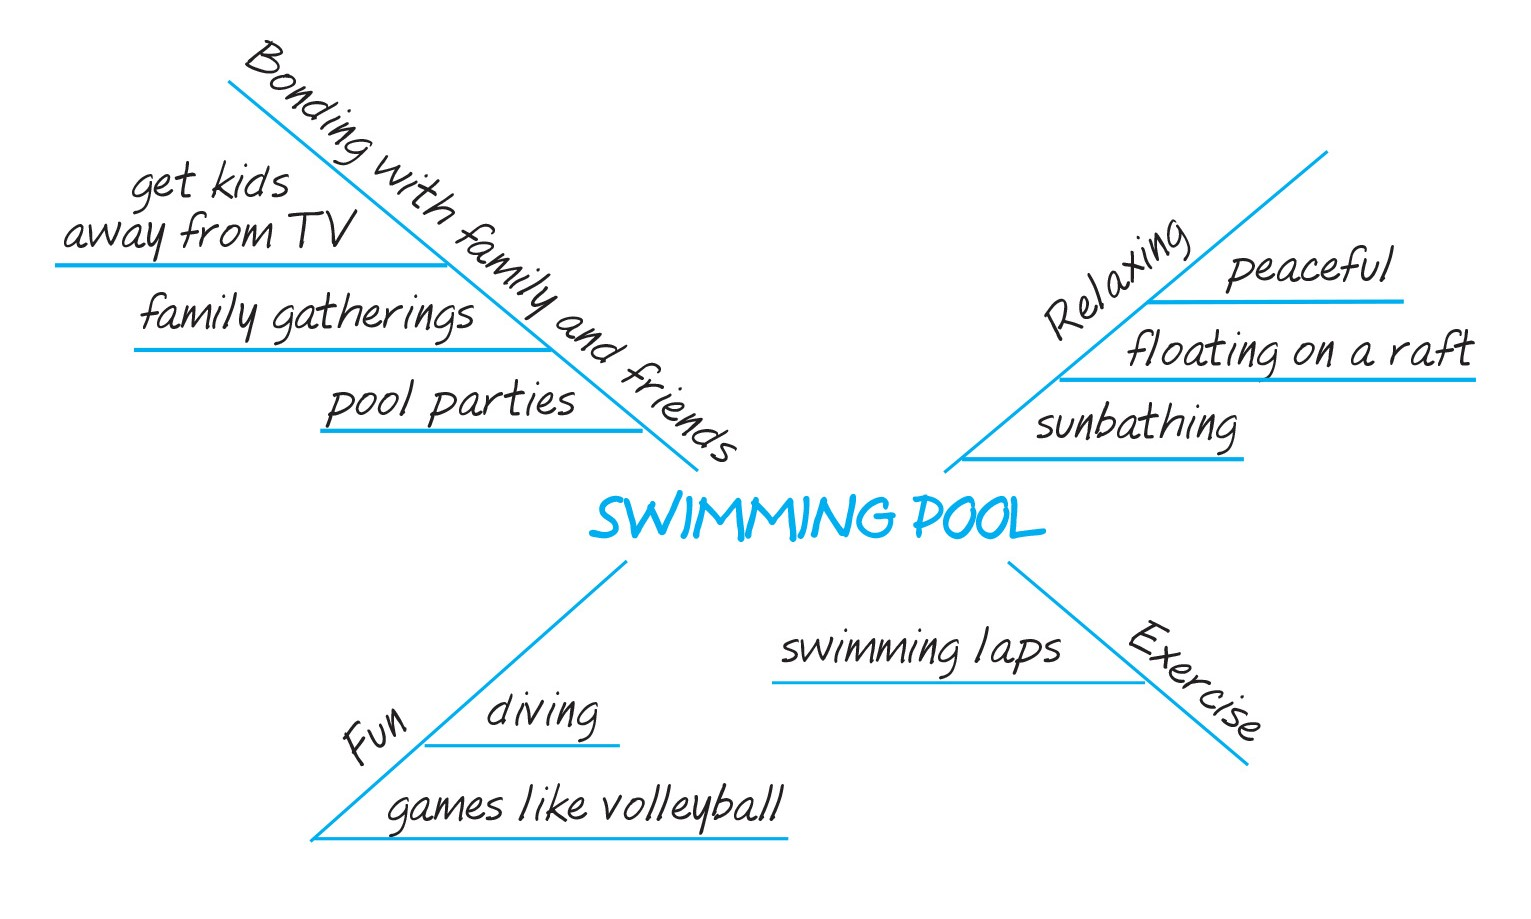 Bonding with family and friends
get kids
away from TV
family gatherings
pool parties
Relaxing
peaceful
floating on a raft
sunbathing
SWIMMING POOL
Fun
diving
games like volleyball
swimming laps
Exercise